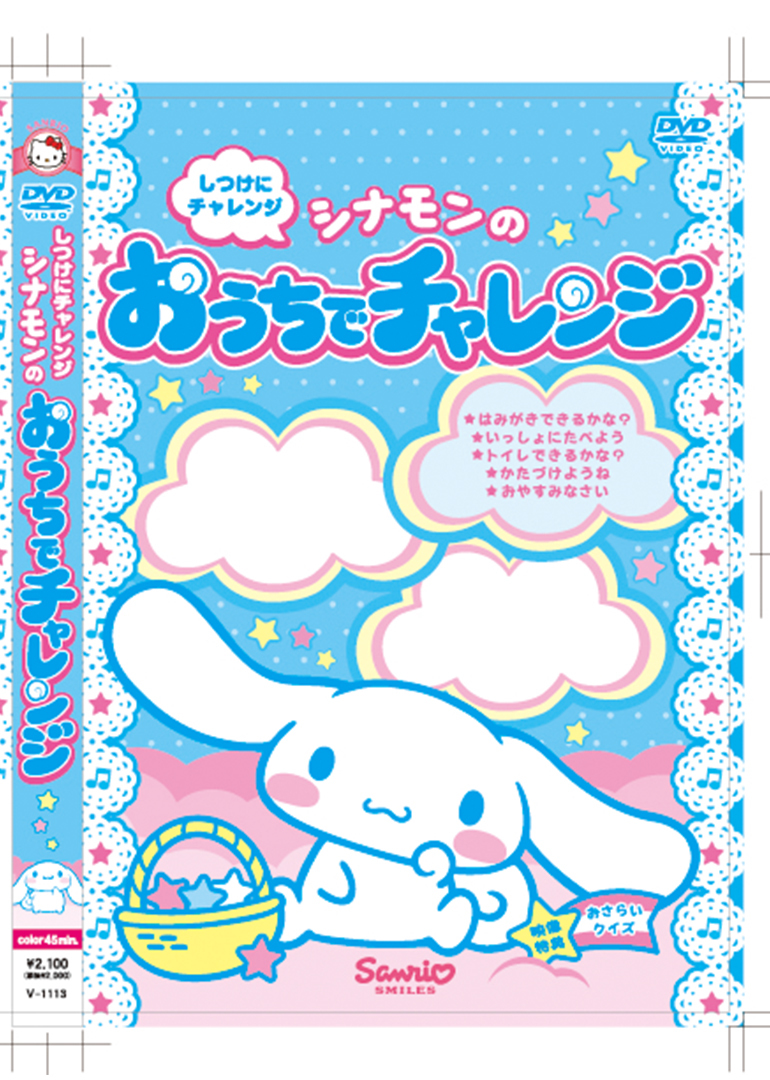 SANRIO
DVD
VIDEO
しつけにチャレンジ
シナモンの
おうちでチャレンジ
color45min.
¥2,100
V-1113
DVD
VIDEO
しつけに
チャレンジ
シナモンの
おうちでチャレンジ
★はみがきできるかな？
★いっしょにたべよう
★トイレできるかな？
★かたづけようね
★おやすみなさい
映像
特典
おさらい
クイズ
Sanrio
SMILES